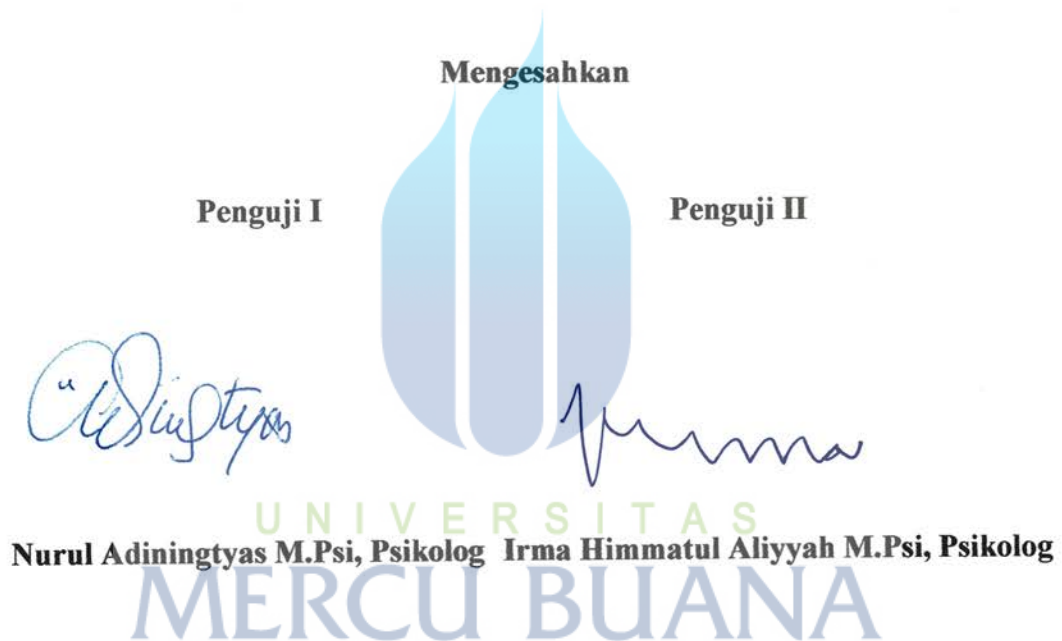 Mengesahkan
Penguji I Penguji II
UNIVERSITAS
Nurul Adiningtyas M.Psi, Psikolog Irma Himmatul Aliyyah M.Psi, Psikolog
MERCU BUANA